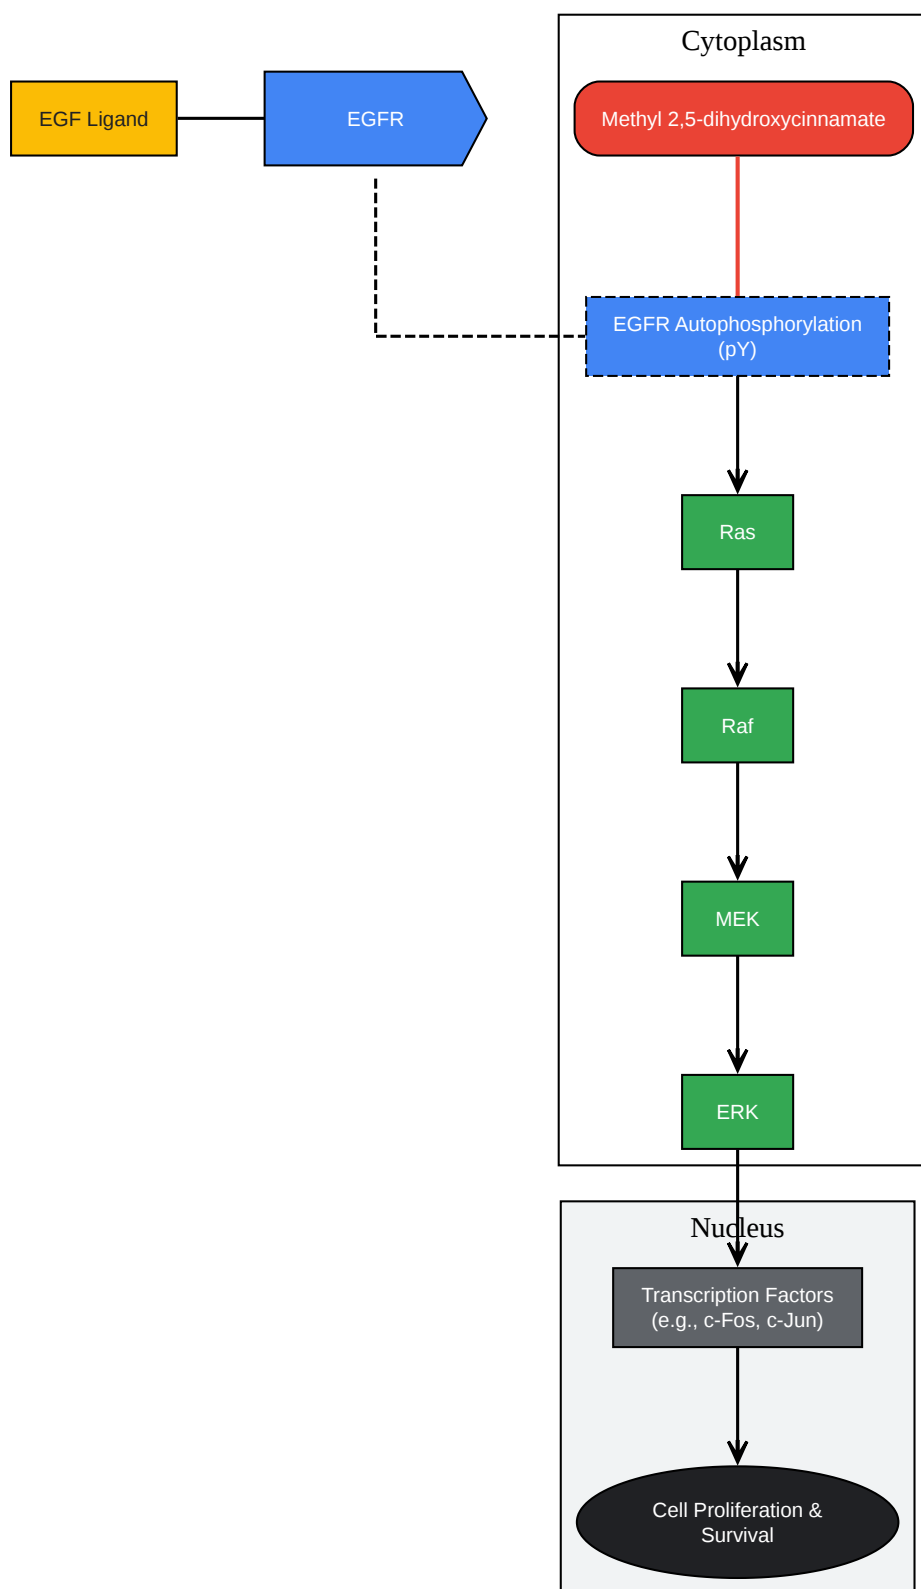 Cytoplasm
EGF Ligand
EGFR
Methyl 2,5-dihydroxycinnamate
EGFR Autophosphorylation
(pY)
Ras
Raf
MEK
ERK
Nucleus
Transcription Factors
(e.g., c-Fos, c-Jun)
Cell Proliferation &
Survival